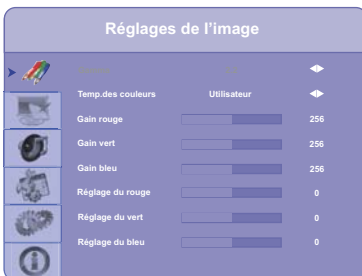 Réglages de l'image
Temp.des couleurs Utilisateur
Gain rouge 256
Gain vert 256
Gain bleu 256
Réglage du rouge 0
Réglage du vert 0
Réglage du bleu 0